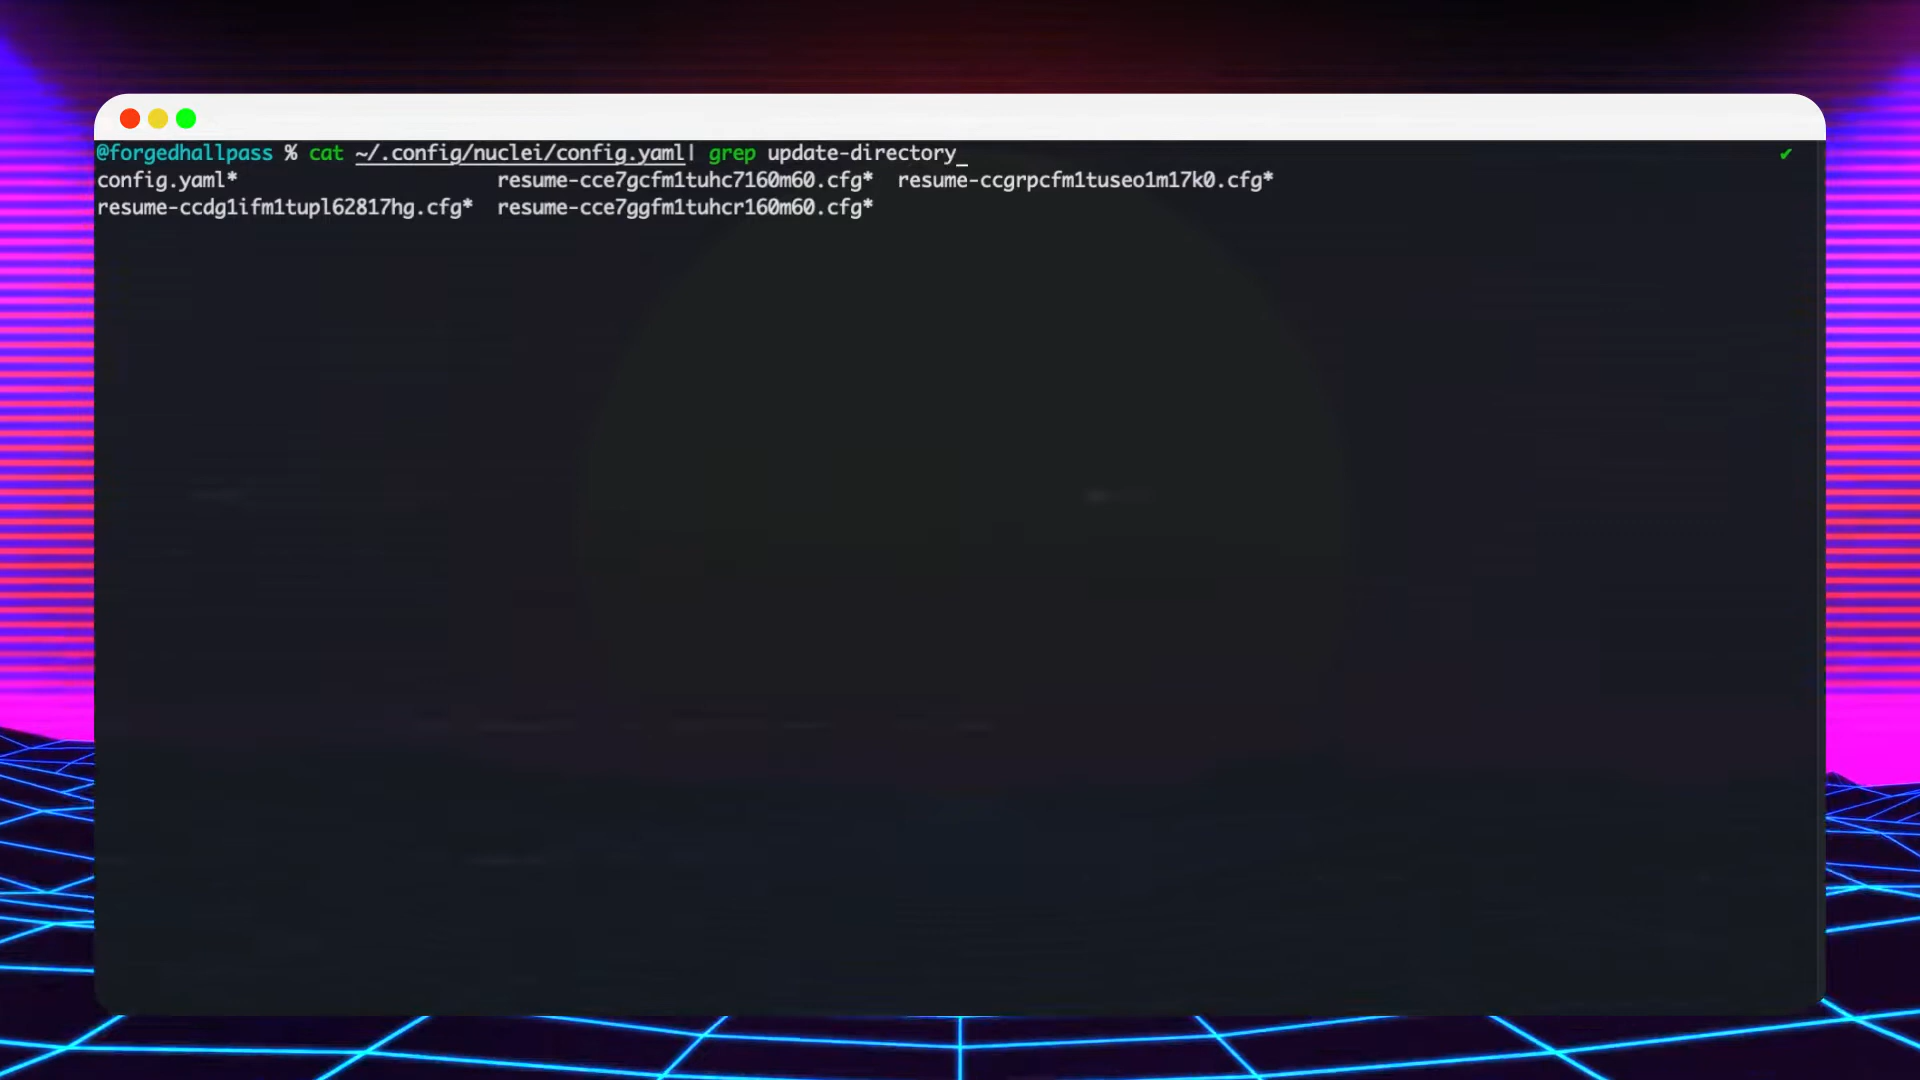 @forgedhallpass % cat ~/.config/nuclei/config.yaml| grep update-directory_ ✔
config.yaml* resume-cce7gcfm1tuhc7160m60.cfg* resume-ccgrpcfm1tuseo1m17k0.cfg*
resume-ccdg1ifm1tupl62817hg.cfg* resume-cce7ggfm1tuhcr160m60.cfg*